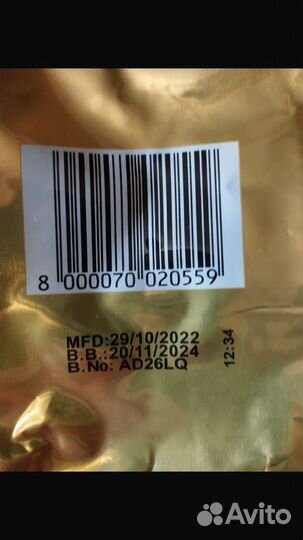 8 000070 020559
MFD:29/10/2022
B.B.:20/11/2024
B.No: AD26LQ
12:34
Avito